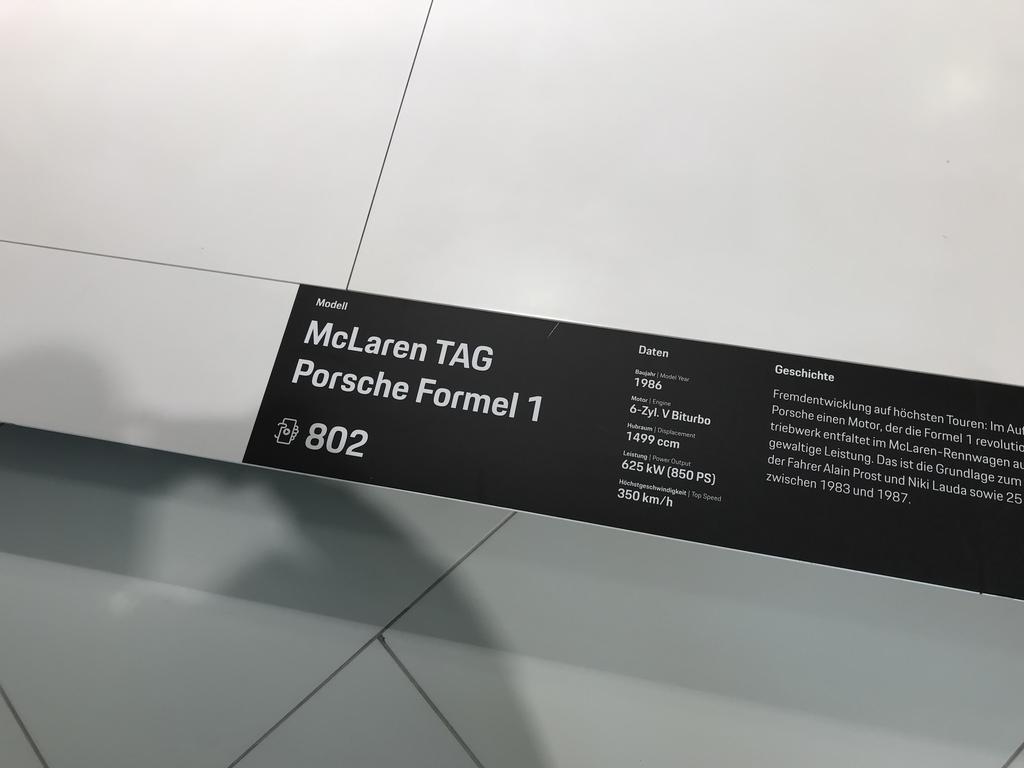 Modell
McLaren TAG
Porsche Formel 1
802
Daten
Baujahr | Model Year
1986
Motor | Engine
6-Zyl. V Biturbo
Hubraum | Displacement
1499 ccm
Leistung | Power Output
625 kW (850 PS)
Höchstgeschwindigkeit | Top Speed
350 km/h
Geschichte
Fremdentwicklung auf höchsten Touren: Im Auf
Porsche einen Motor, der die Formel 1 revolutio
triebwerk entfaltet im McLaren-Rennwagen au
gewaltige Leistung. Das ist die Grundlage zum
der Fahrer Alain Prost und Niki Lauda sowie 25
zwischen 1983 und 1987.